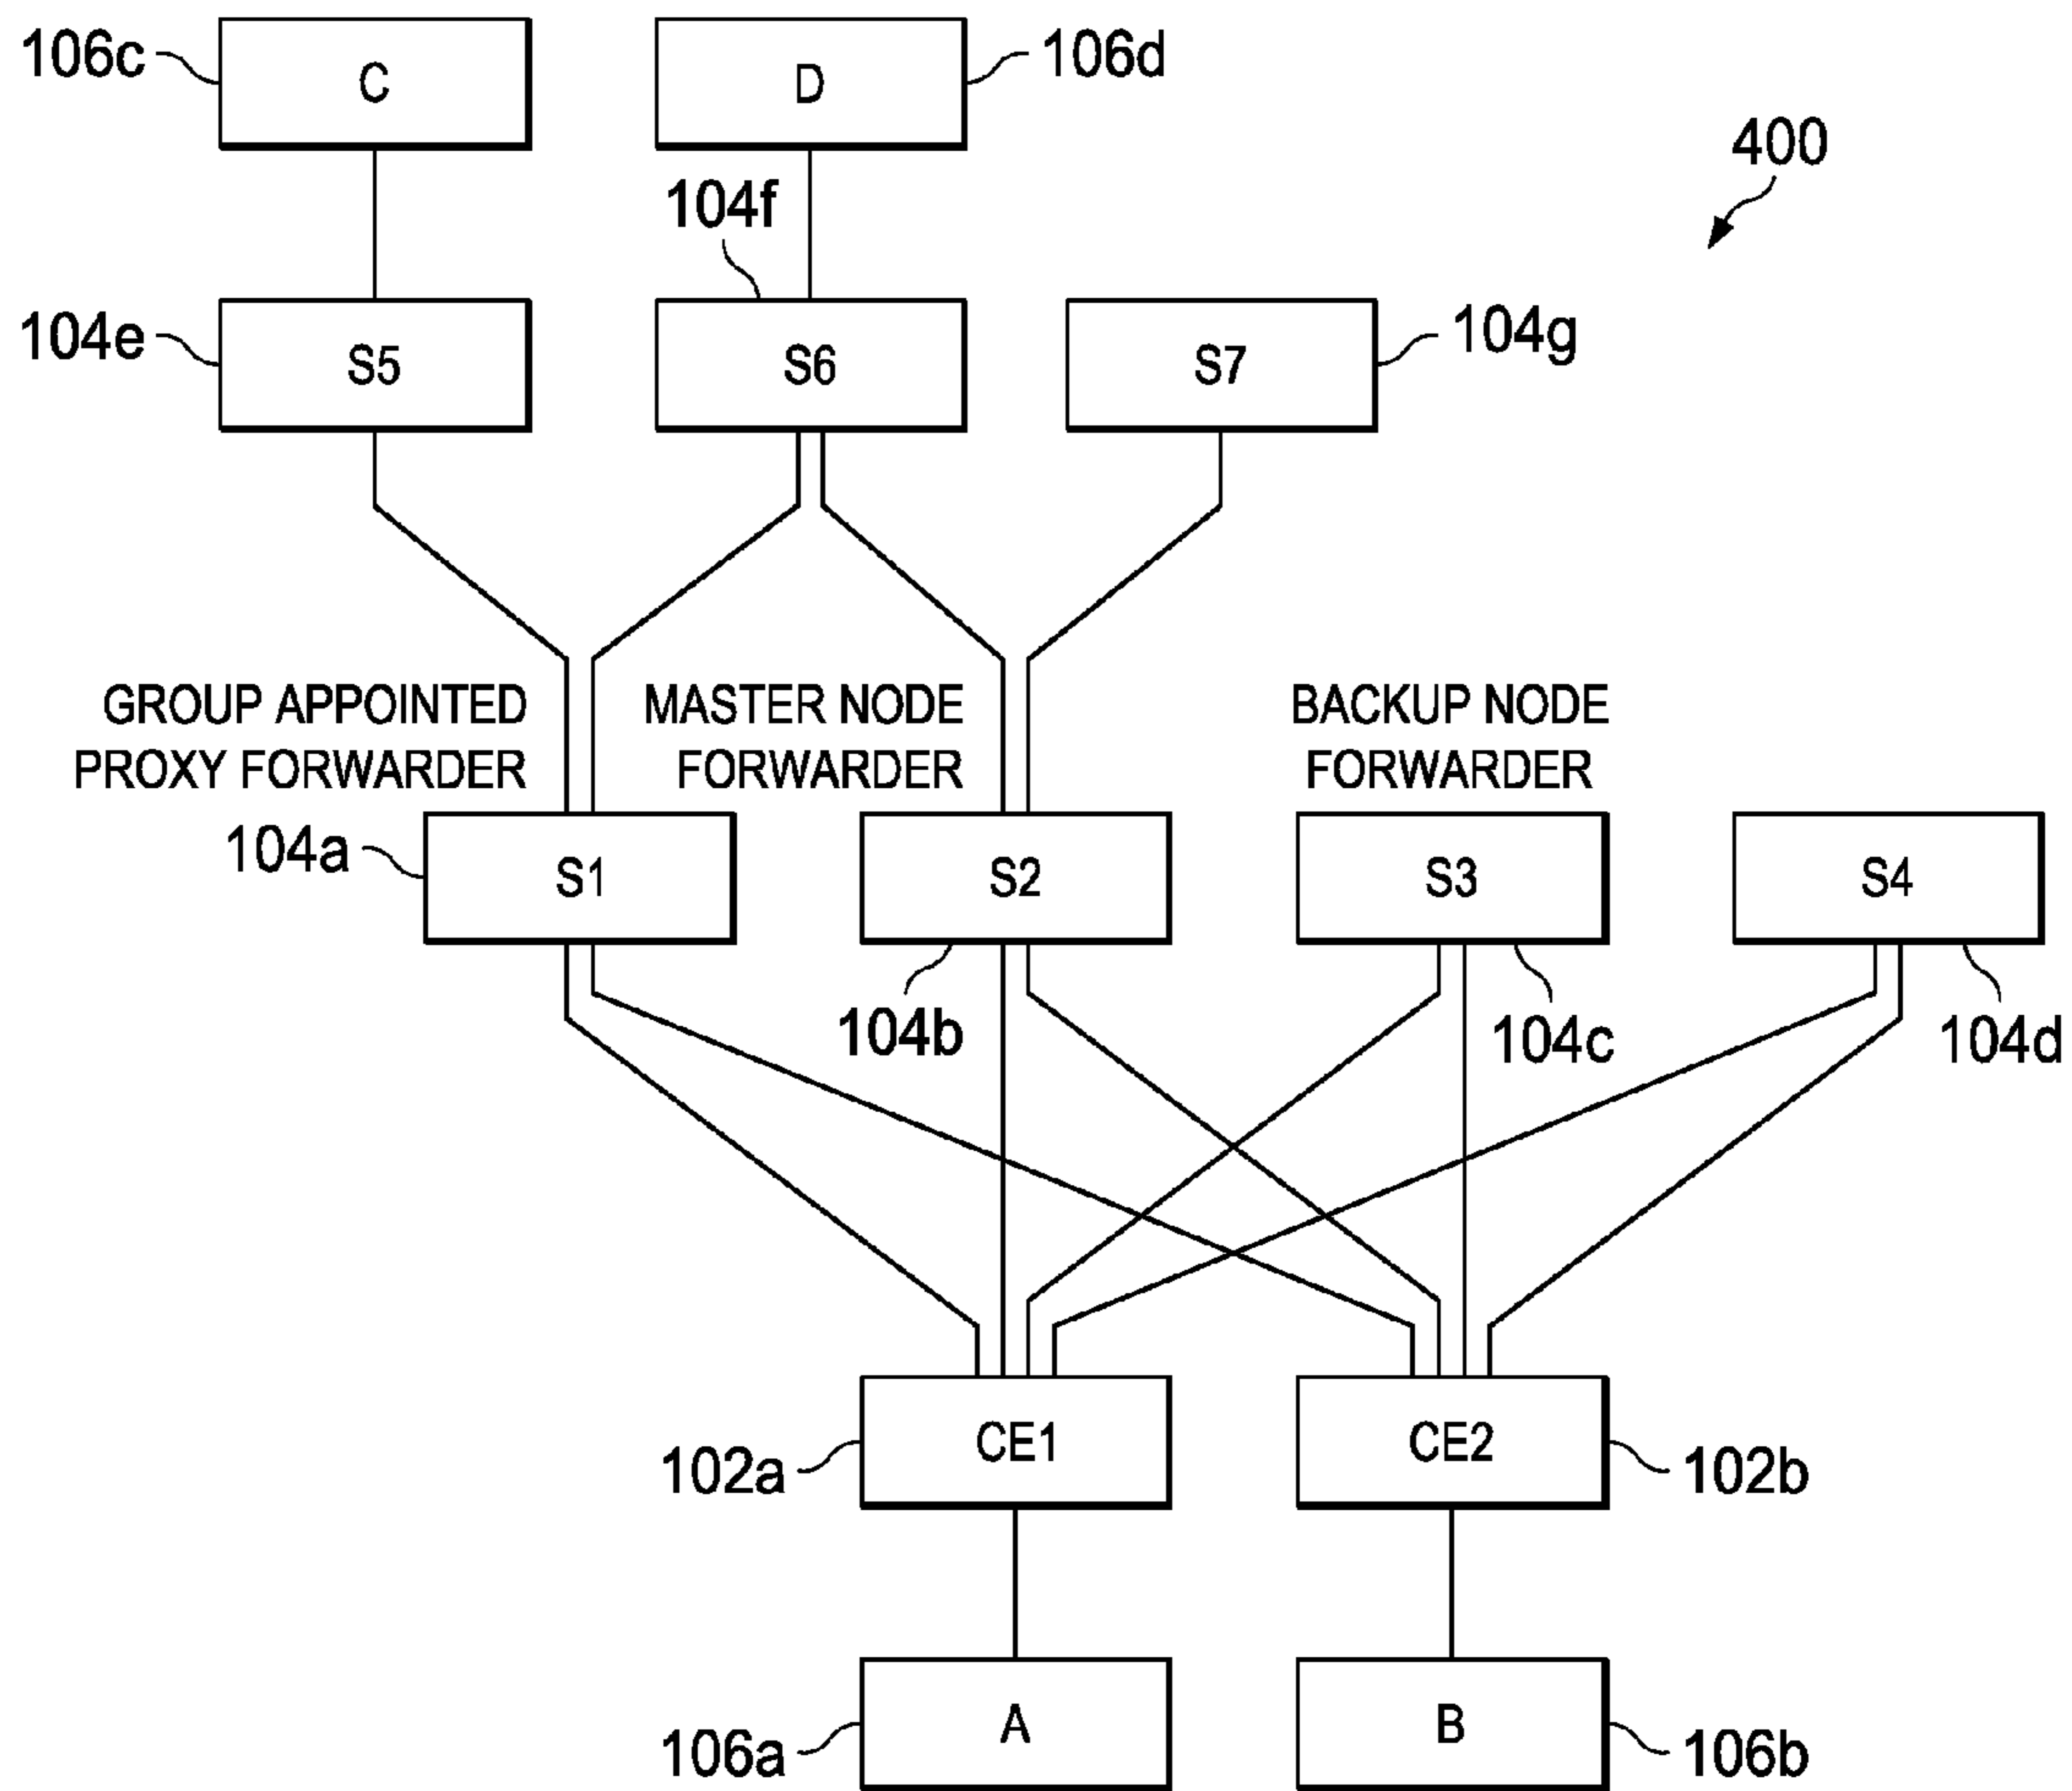 106c
C
D
106d
400
104f
104e
S5
S6
S7
104g
GROUP APPOINTED
PROXY FORWARDER
MASTER NODE
FORWARDER
BACKUP NODE
FORWARDER
104a
S1
S2
S3
S4
104b
104c
104d
102a
CE1
CE2
102b
106a
A
B
106b